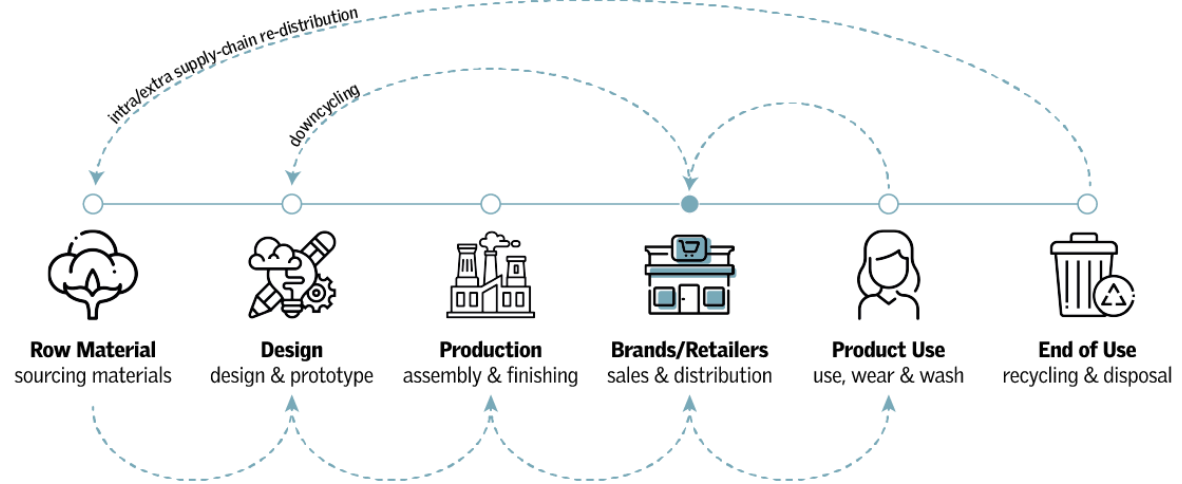 intra/extra supply-chain re-distribution
downcycling
Row Material
sourcing materials
Design
design & prototype
Production
assembly & finishing
Brands/Retailers
sales & distribution
Product Use
use, wear & wash
End of Use
recycling & disposal